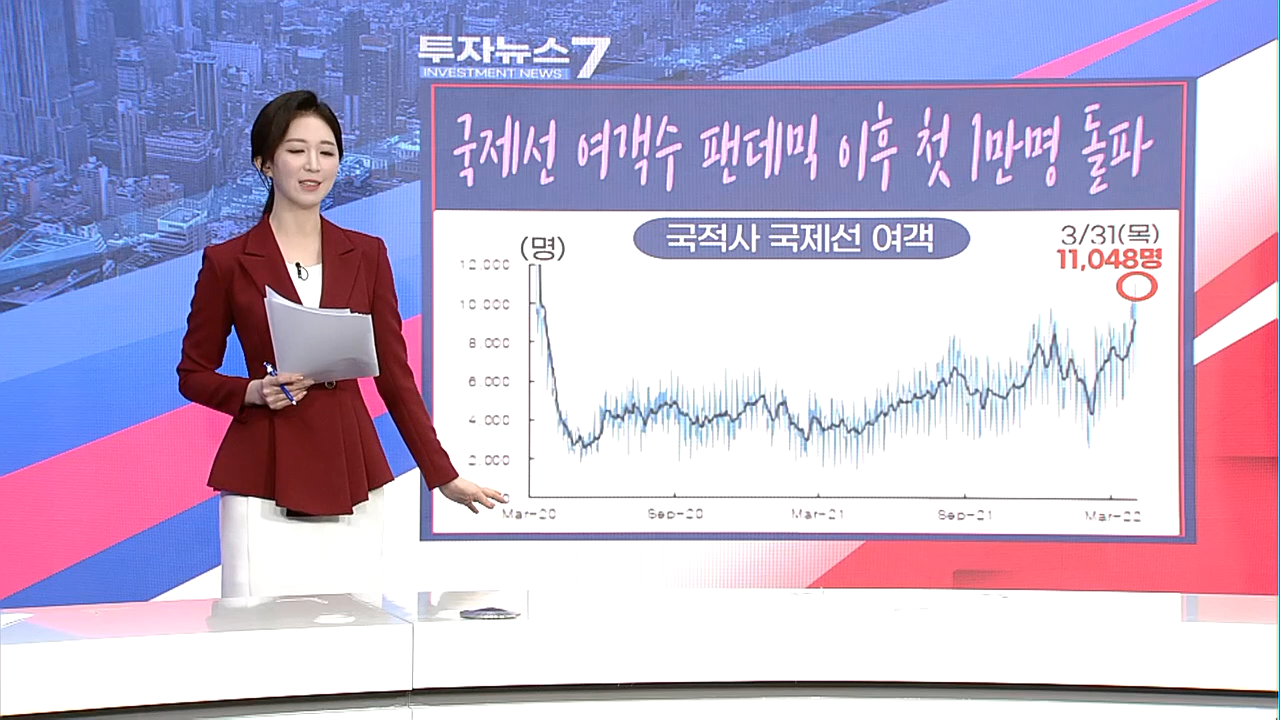 투자뉴스7
INVESTMENT NEWS
국제선 여객수 팬데믹 이후 첫 1만명 돌파
국적사 국제선 여객
(명)
3/31(목)
11,048명
12,000
10,000
8,000
6,000
4,000
2,000
0
Mar-20 Sep-20 Mar-21 Sep-21 Mar-22